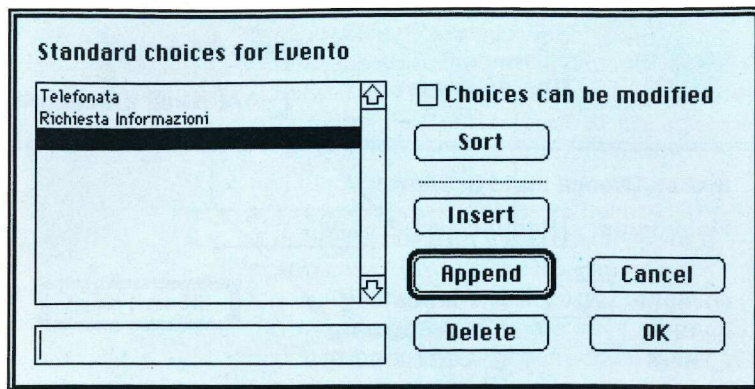 Standard choices for Evento
Telefonata
Richiesta Informazioni
Choices can be modified
Sort
Insert
Append
Cancel
Delete
OK